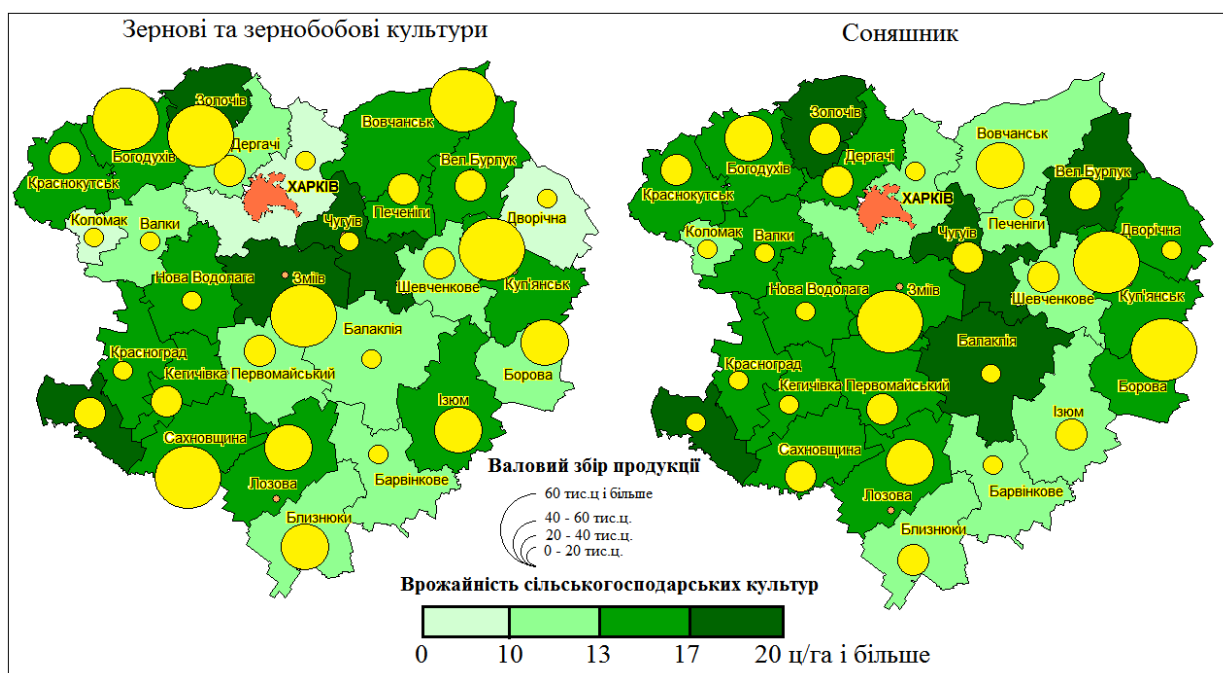 Зернові та зернобобові культури
Золочів
Вовчанськ
Богодухів
Дергачі
Вел.Бурлук
Краснокутськ
ХАРКІВ
Печеніги
Дворічна
Коломак
Валки
Чугуїв
Нова Водолага
Зміїв
Шевченкове
Куп'янськ
Балаклія
Красноград
Кегичівка
Первомайський
Борова
Ізюм
Сахновщина
Лозова
Барвінкове
Близнюки
Соняшник
Золочів
Вовчанськ
Богодухів
Дергачі
Вел.Бурлук
Краснокутськ
ХАРКІВ
Печеніги
Коломак
Валки
Чугуїв
Дворічна
Нова Водолага
Зміїв
Шевченкове
Куп'янськ
Балаклія
Красноград
Кегичівка
Первомайський
Борова
Ізюм
Сахновщина
Лозова
Барвінкове
Близнюки
Валовий збір продукції
60 тис.ц і більше
40 - 60 тис.ц.
20 - 40 тис.ц.
0 - 20 тис.ц.
Врожайність сільськогосподарських культур
0 10 13 17 20 ц/га і більше